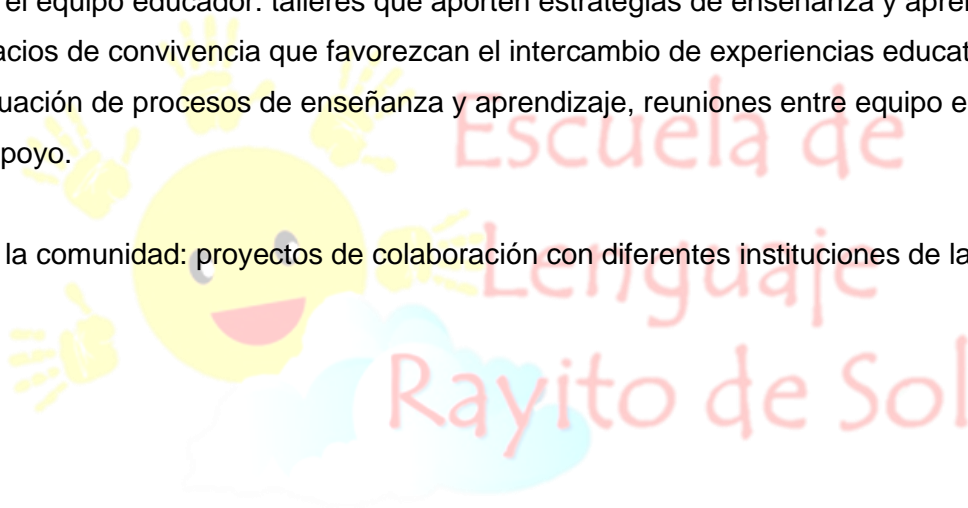 el equipo educador: talleres que aporten estrategias de enseñanza y
acios de convivencia que favorezcan el intercambio de experiencias educat
uación de procesos de enseñanza y aprendizaje, reuniones entre equipo e
poyo.
la comunidad: proyectos de colaboración con diferentes instituciones de la
Escuela de
Lenguaje
Rayito de Sol